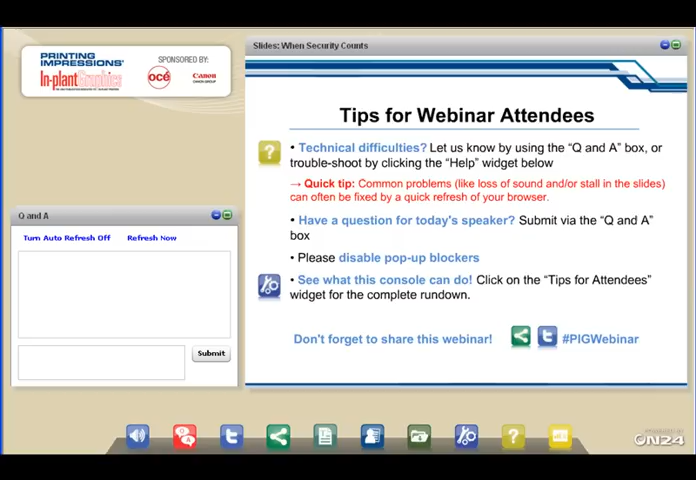 PRINTING
IMPRESSIONS
In-plantGraphics
SPONSORED BY:
océ
Canon
CANON GROUP
Slides: When Security Counts
Tips for Webinar Attendees
• Technical difficulties? Let us know by using the “Q and A” box, or
trouble-shoot by clicking the “Help” widget below
→ Quick tip: Common problems (like loss of sound and/or stall in the slides)
can often be fixed by a quick refresh of your browser.
• Have a question for today's speaker? Submit via the “Q and A”
box
• Please disable pop-up blockers
• See what this console can do! Click on the “Tips for Attendees”
widget for the complete rundown.
Don't forget to share this webinar!
#PIGWebinar
Q and A
Turn Auto Refresh Off
Refresh Now
Submit
Q
A
POWERED BY
ON24